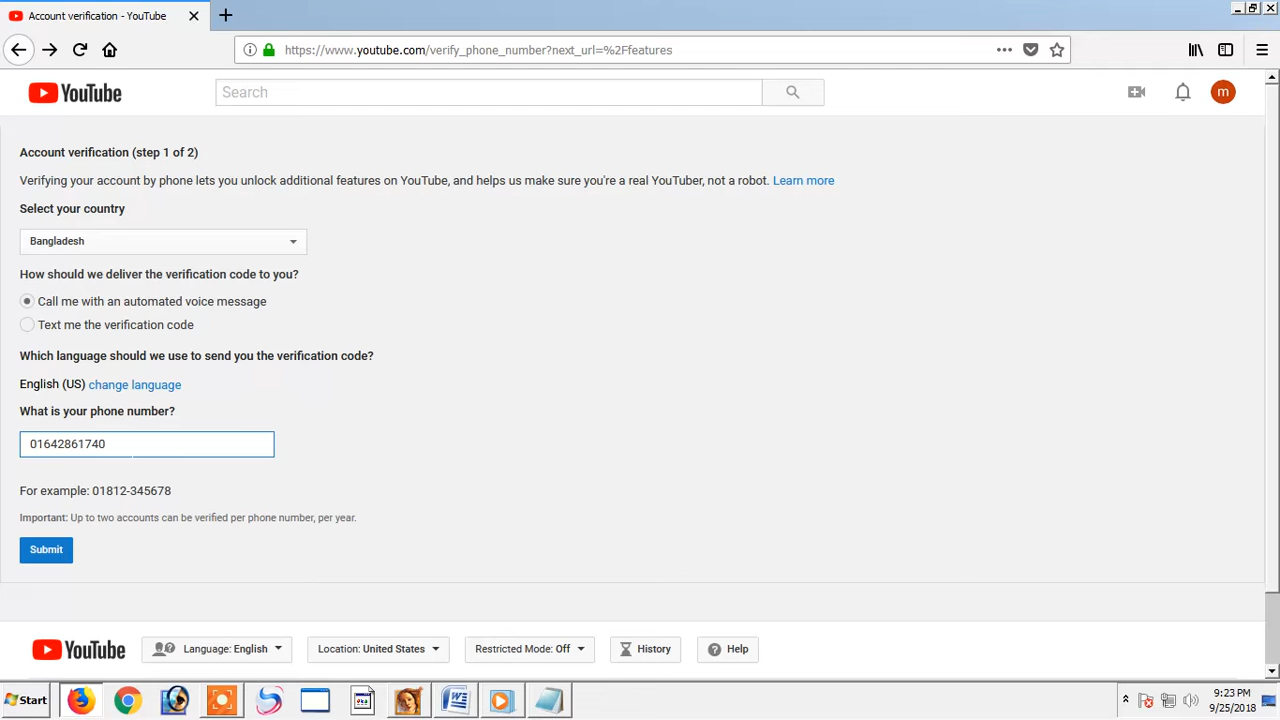 Account verification - YouTube
https://www.youtube.com/verify_phone_number?next_url=%2Ffeatures
YouTube
Search
m
Account verification (step 1 of 2)
Verifying your account by phone lets you unlock additional features on YouTube, and helps us make sure you're a real YouTuber, not a robot. Learn more
Select your country
Bangladesh
How should we deliver the verification code to you?
Call me with an automated voice message
Text me the verification code
Which language should we use to send you the verification code?
English (US) change language
What is your phone number?
01642861740
For example: 01812-345678
Important: Up to two accounts can be verified per phone number, per year.
Submit
YouTube
Language: English
Location: United States
Restricted Mode: Off
History
Help
Start
9:23 PM
9/25/2018